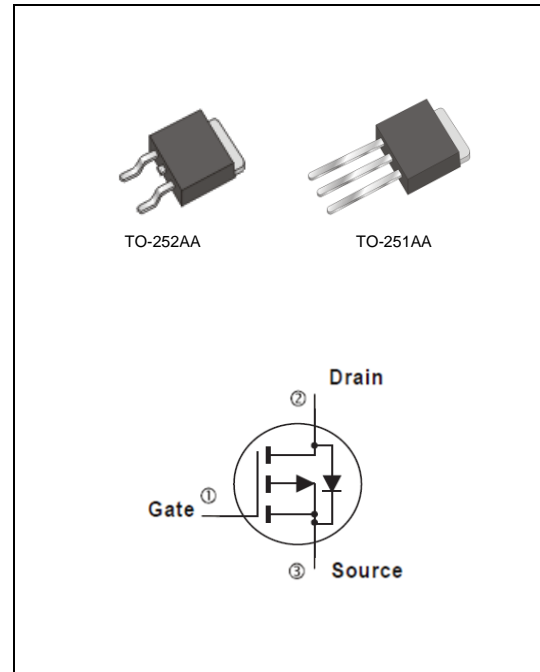 TO-252AA
TO-251AA
Drain
②
Gate ①
③ Source